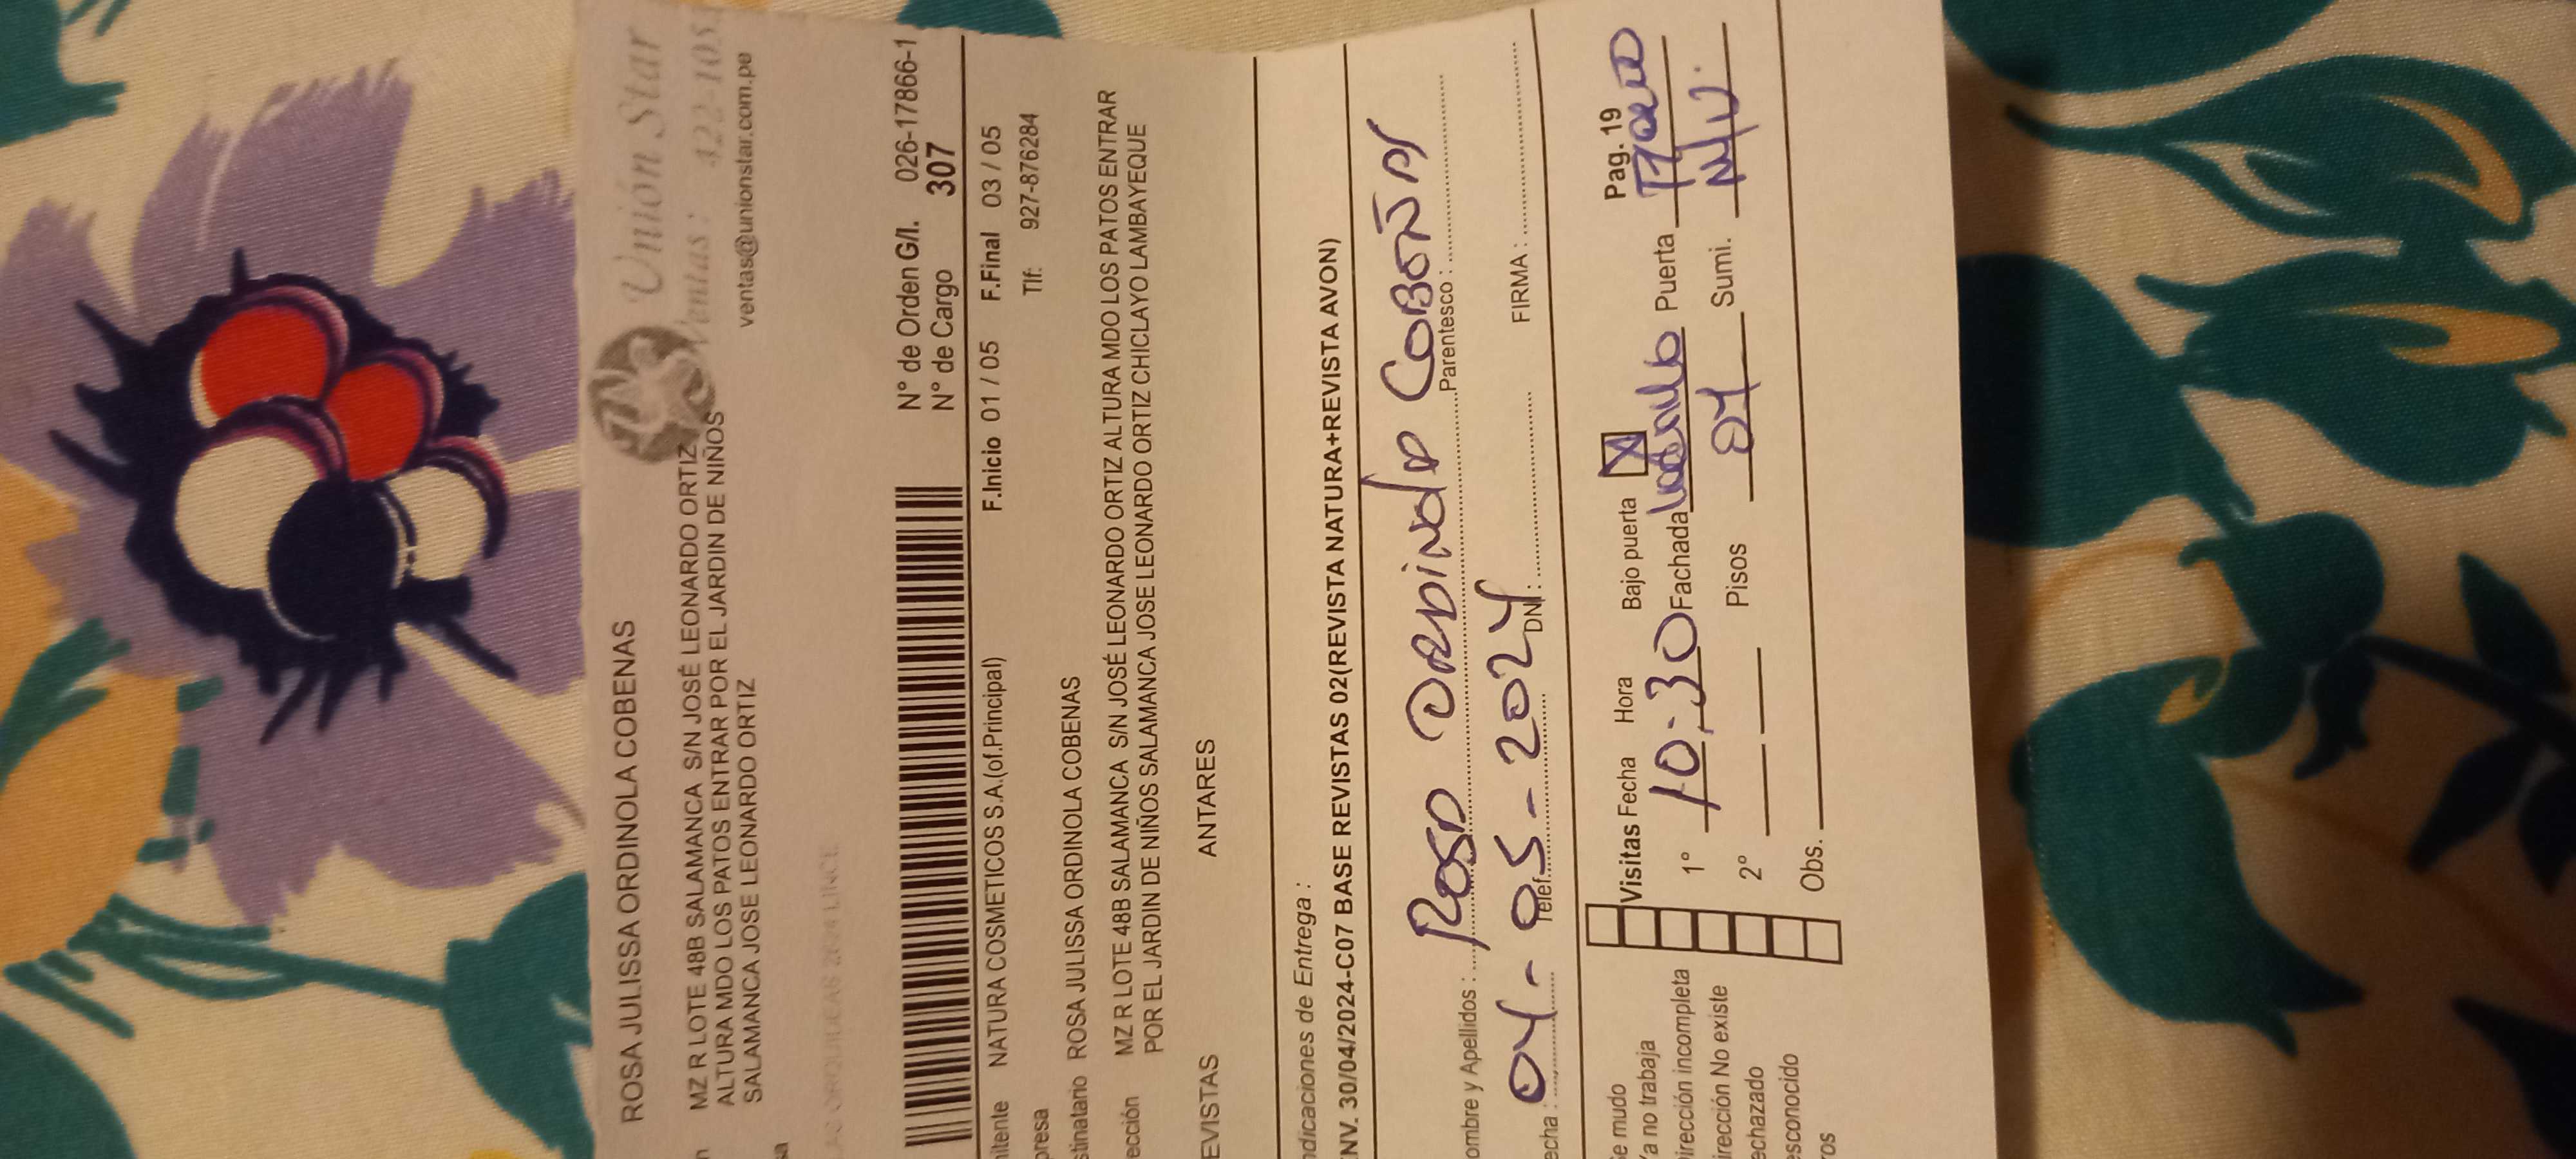 Unión Star
Ventas: 422-105
ventas@unionstar.com.pe
ROSA JULISSA ORDINOLA COBENAS
MZ R LOTE 48B SALAMANCA S/N JOSÉ LEONARDO ORTIZ
ALTURA MDO LOS PATOS ENTRAR POR EL JARDIN DE NIÑOS
SALAMANCA JOSE LEONARDO ORTIZ
N° de Orden G/I. 026-17866-1
N° de Cargo 307
F.Inicio 01 / 05 F.Final 03 / 05
mitente NATURA COSMETICOS S.A.(of.Principal)
Tlf: 927-876284
presa
stinatario ROSA JULISSA ORDINOLA COBENAS
ección MZ R LOTE 48B SALAMANCA S/N JOSÉ LEONARDO ORTIZ ALTURA MDO LOS PATOS ENTRAR
POR EL JARDIN DE NIÑOS SALAMANCA JOSE LEONARDO ORTIZ CHICLAYO LAMBAYEQUE
EVISTAS ANTARES
ndicaciones de Entrega :
NV. 30/04/2024-C07 BASE REVISTAS 02(REVISTA NATURA+REVISTA AVON)
ombre y Apellidos : Rosa Ordinola Cobeña Parentesco :
echa : 04-05-2024 Telef. DNI: FIRMA :
Pag. 19
e mudo
a no trabaja
irección incompleta
irección No existe
echazado
esconocido
ros
Visitas Fecha Hora Bajo puerta X
1° 10:30 Fachada Ladrillo Puerta
2° Pisos 01 Sumi. N/V.
Obs.